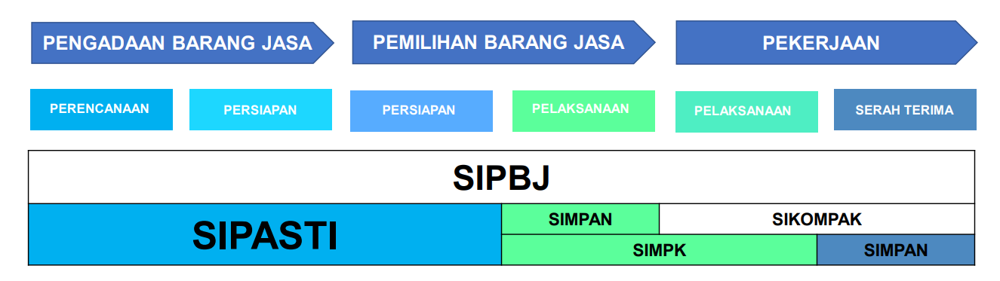 PENGADAAN BARANG JASA
PEMILIHAN BARANG JASA
PEKERJAAN
PERENCANAAN
PERSIAPAN
PERSIAPAN
PELAKSANAAN
PELAKSANAAN
SERAH TERIMA
SIPBJ
SIPASTI
SIMPAN
SIKOMPAK
SIMPK
SIMPAN